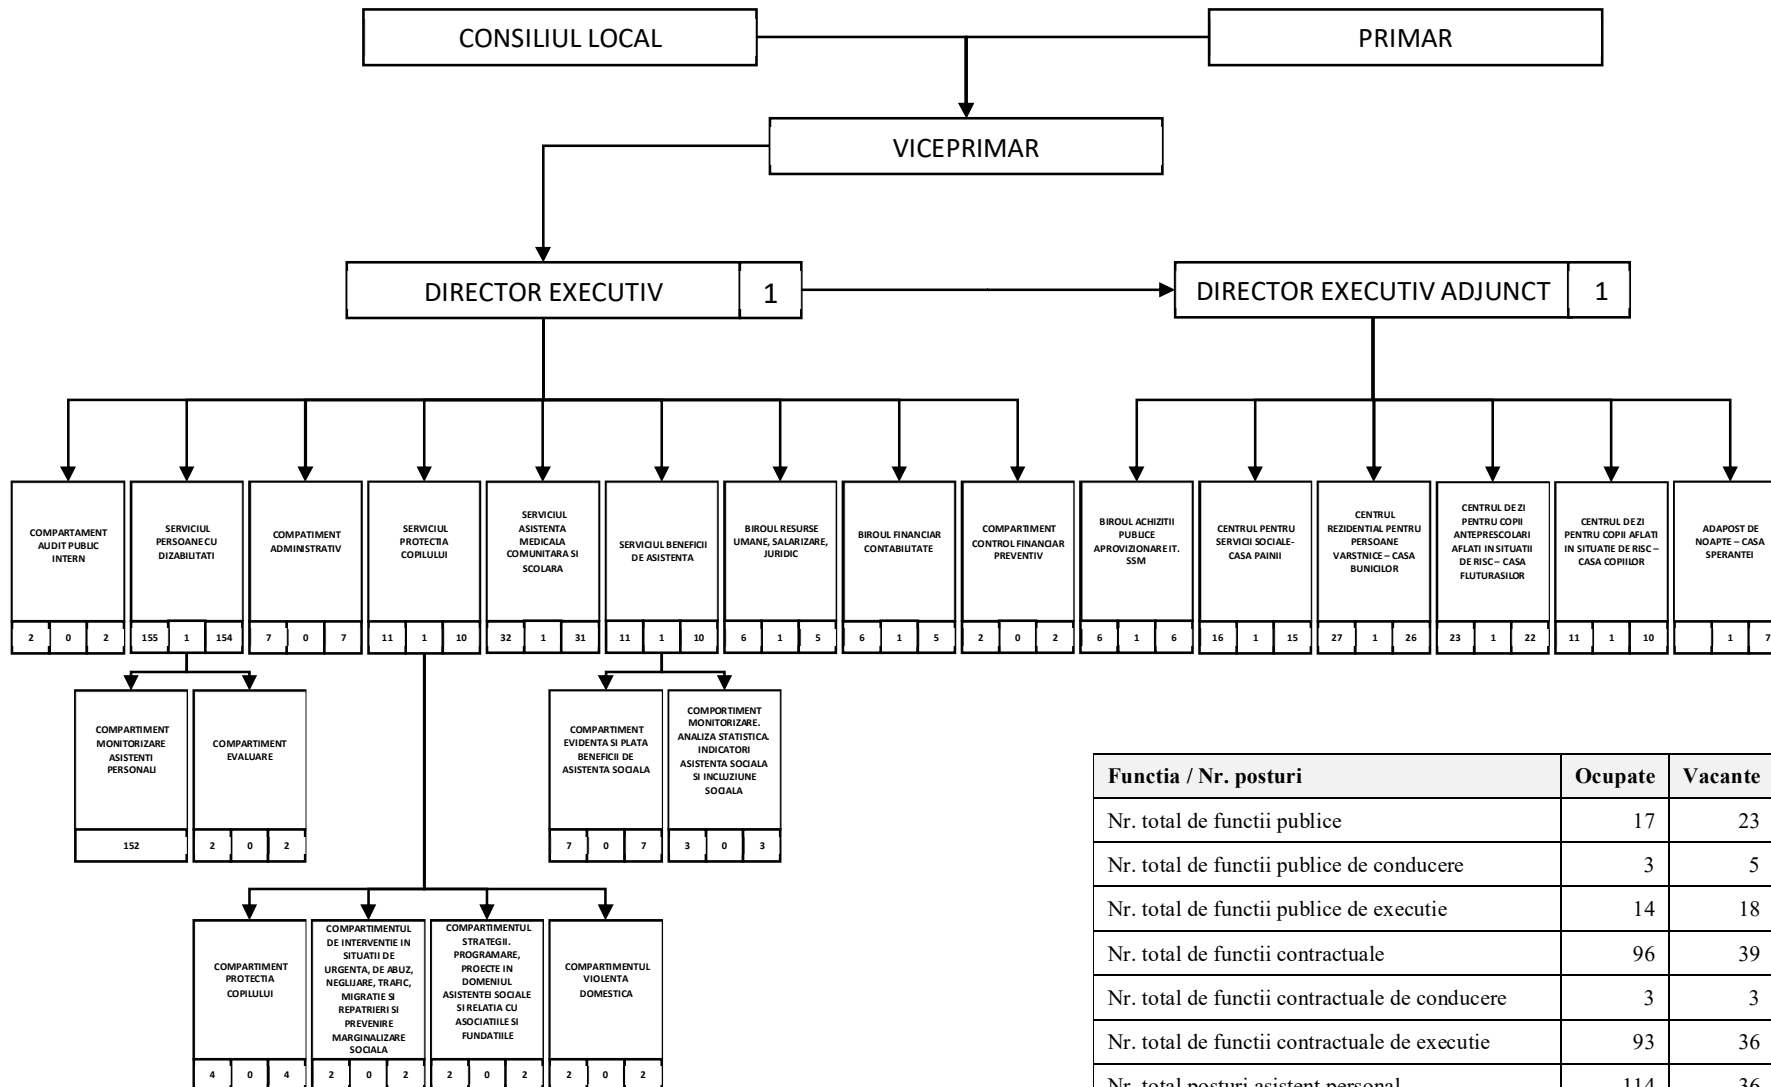 CONSILIUL LOCAL
PRIMAR
VICEPRIMAR
DIRECTOR EXECUTIV 1
DIRECTOR EXECUTIV ADJUNCT 1
COMPARTAMENT
AUDIT PUBLIC
INTERN
2 0 2
SERVICIUL
PERSOANE CU
DIZABILITATI
155 1 154
COMPATIMENT
ADMINISTRATIV
7 0 7
SERVICIUL
PROTECTIA
COPILULUI
11 1 10
SERVICIUL
ASISTENTA
MEDICALA
COMUNITARA SI
SCOLARA
32 1 31
SERVICIUL BENEFICII
DE ASISTENTA
11 1 10
BIROUL RESURSE
UMANE, SALARIZARE,
JURIDIC
6 1 5
BIROUL FINANCIAR
CONTABILITATE
6 1 5
COMPARTIMENT
CONTROL FINANCIAR
PREVENTIV
2 0 2
BIROUL ACHIZITII
PUBLICE
APROVIZIONARE IT.
SSM
6 1 6
CENTRUL PENTRU
SERVICII SOCIALE-
CASA PAINII
16 1 15
CENTRUL
REZIDENTIAL PENTRU
PERSOANE
VARSTNICE – CASA
BUNICILOR
27 1 26
CENTRUL DE ZI
PENTRU COPII
ANTEPRESCOLARI
AFLATI IN SITUATII
DE RISC – CASA
FLUTURASILOR
23 1 22
CENTRUL DE ZI
PENTRU COPII AFLATI
IN SITUATIE DE RISC –
CASA COPIILOR
11 1 10
ADAPOST DE
NOAPTE – CASA
SPERANTEI
1 7
COMPARTIMENT
MONITORIZARE
ASISTENTI
PERSONALI
152
COMPARTIMENT
EVALUARE
2 0 2
COMPARTIMENT
EVIDENTA SI PLATA
BENEFICII DE
ASISTENTA SOCIALA
7 0 7
COMPORTIMENT
MONITORIZARE.
ANALIZA STATISTICA.
INDICATORI
ASISTENTA SOCIALA
SI INCLUZIUNE
SOCIALA
3 0 3
COMPARTIMENT
PROTECTIA
COPILULUI
4 0 4
COMPARTIMENTUL
DE INTERVENTIE IN
SITUATII DE
URGENTA, DE ABUZ,
NEGLIJARE, TRAFIC,
MIGRATIE SI
REPATRIERI SI
PREVENIRE
MARGINALIZARE
SOCIALA
2 0 2
COMPARTIMENTUL
STRATEGII.
PROGRAMARE,
PROECTE IN
DOMENIUL
ASISTENTEI SOCIALE
SI RELATIA CU
ASOCIATIILE SI
FUNDATIILE
2 0 2
COMPARTIMENTUL
VIOLENTA
DOMESTICA
2 0 2
Functia / Nr. posturi Ocupate Vacante
Nr. total de functii publice 17 23
Nr. total de functii publice de conducere 3 5
Nr. total de functii publice de executie 14 18
Nr. total de functii contractuale 96 39
Nr. total de functii contractuale de conducere 3 3
Nr. total de functii contractuale de executie 93 36
Nr. total posturi asistent personal 114 36